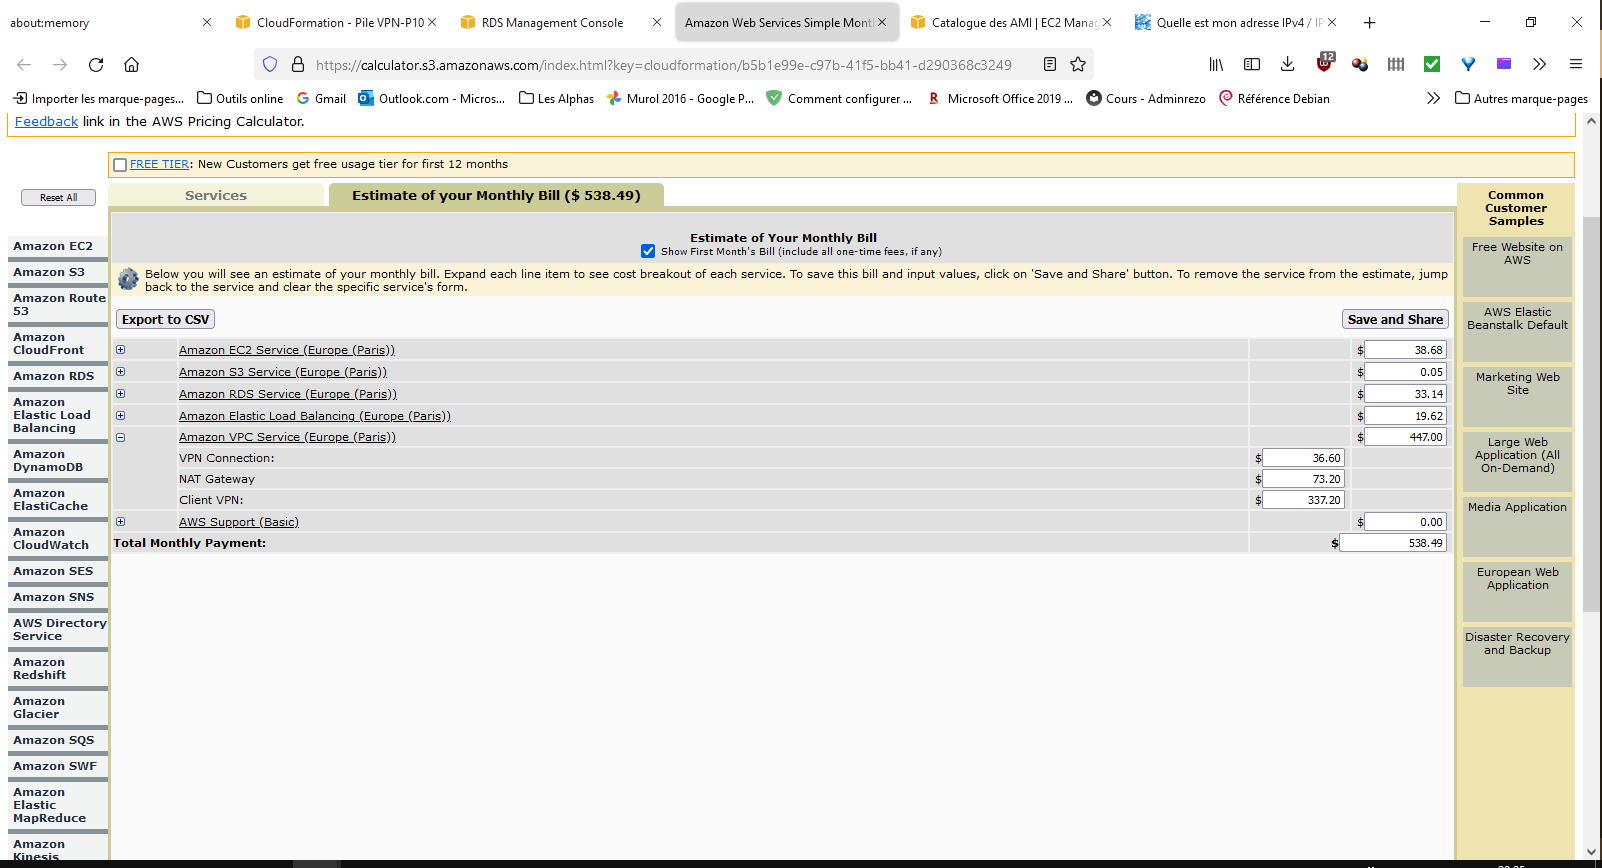 about:memory
CloudFormation - Pile VPN-P10
RDS Management Console
Amazon Web Services Simple Mont
Catalogue des AMI | EC2 Manag
Quelle est mon adresse IPv4 / IP
https://calculator.s3.amazonaws.com/index.html?key=cloudformation/b5b1e99e-c97b-41f5-bb41-d290368c3249
12
Importer les marque-pages...
Outils online
Gmail
Outlook.com - Micros...
Les Alphas
Murol 2016 - Google P...
Comment configurer ...
Microsoft Office 2019 ...
Cours - Adminrezo
Référence Debian
Autres marque-pages
Feedback link in the AWS Pricing Calculator.
FREE TIER: New Customers get free usage tier for first 12 months
Reset All
Services
Estimate of your Monthly Bill ($ 538.49)
Estimate of Your Monthly Bill
Show First Month's Bill (include all one-time fees, if any)
Below you will see an estimate of your monthly bill. Expand each line item to see cost breakout of each service. To save this bill and input values, click on 'Save and Share' button. To remove the service from the estimate, jump
back to the service and clear the specific service's form.
Export to CSV
Save and Share
Amazon EC2 Service (Europe (Paris)) $ 38.68
Amazon S3 Service (Europe (Paris)) $ 0.05
Amazon RDS Service (Europe (Paris)) $ 33.14
Amazon Elastic Load Balancing (Europe (Paris)) $ 19.62
Amazon VPC Service (Europe (Paris)) $ 447.00
VPN Connection: $ 36.60
NAT Gateway $ 73.20
Client VPN: $ 337.20
AWS Support (Basic) $ 0.00
Total Monthly Payment: $ 538.49
Amazon EC2
Amazon S3
Amazon Route
53
Amazon
CloudFront
Amazon RDS
Amazon
Elastic Load
Balancing
Amazon
DynamoDB
Amazon
ElastiCache
Amazon
CloudWatch
Amazon SES
Amazon SNS
AWS Directory
Service
Amazon
Redshift
Amazon
Glacier
Amazon SQS
Amazon SWF
Amazon
Elastic
MapReduce
Amazon
Kinesis
Common
Customer
Samples
Free Website on
AWS
AWS Elastic
Beanstalk Default
Marketing Web
Site
Large Web
Application (All
On-Demand)
Media Application
European Web
Application
Disaster Recovery
and Backup